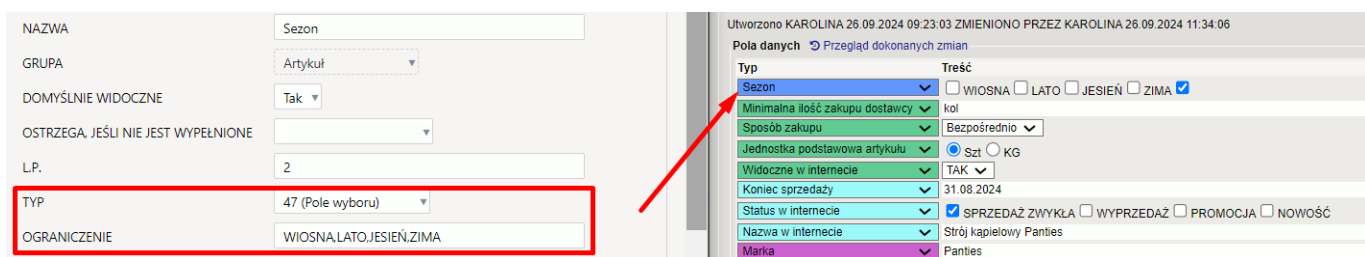 NAZWA Sezon
GRUPA Artykuł
DOMYŚLNIE WIDOCZNE Tak
OSTRZEGA, JEŚLI NIE JEST WYPEŁNIONE
L.P. 2
TYP 47 (Pole wyboru)
OGRANICZENIE WIOSNA,LATO,JESIEŃ,ZIMA
Utworzono KAROLINA 26.09.2024 09:23:03 ZMIENIONO PRZEZ KAROLINA 26.09.2024 11:34:06
Pola danych Przegląd dokonanych zmian
Typ Treść
Sezon WIOSNA LATO JESIEŃ ZIMA
Minimalna ilość zakupu dostawcy kol
Sposób zakupu Bezpośrednio
Jednostka podstawowa artykułu Szt KG
Widoczne w internecie TAK
Koniec sprzedaży 31.08.2024
Status w internecie SPRZEDAŻ ZWYKŁA WYPRZEDAŻ PROMOCJA NOWOŚĆ
Nazwa w internecie Strój kąpielowy Panties
Marka Panties